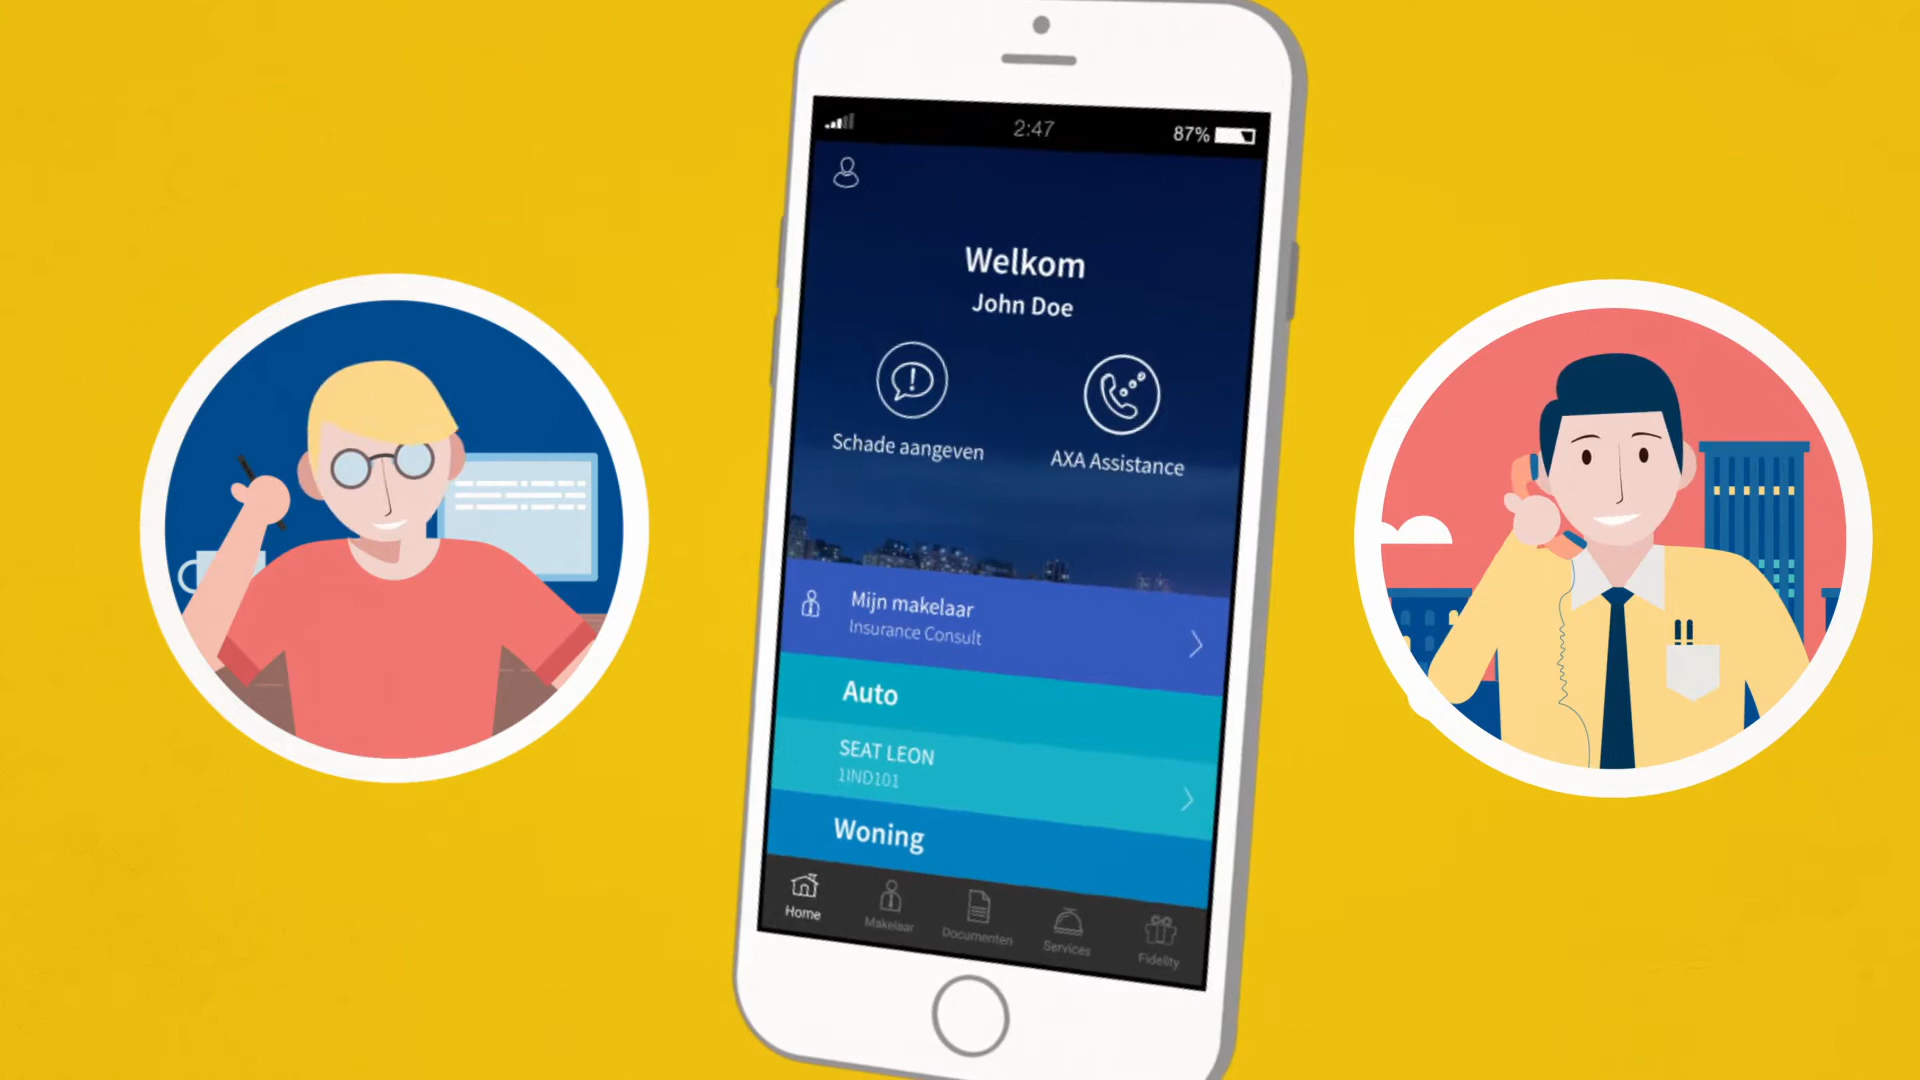 2:47
87%
Welkom
John Doe
Schade aangeven
AXA Assistance
Mijn makelaar
Insurance Consult
Auto
SEAT LEON
1IND101
Woning
Home
Makelaar
Documenten
Services
Fidelity